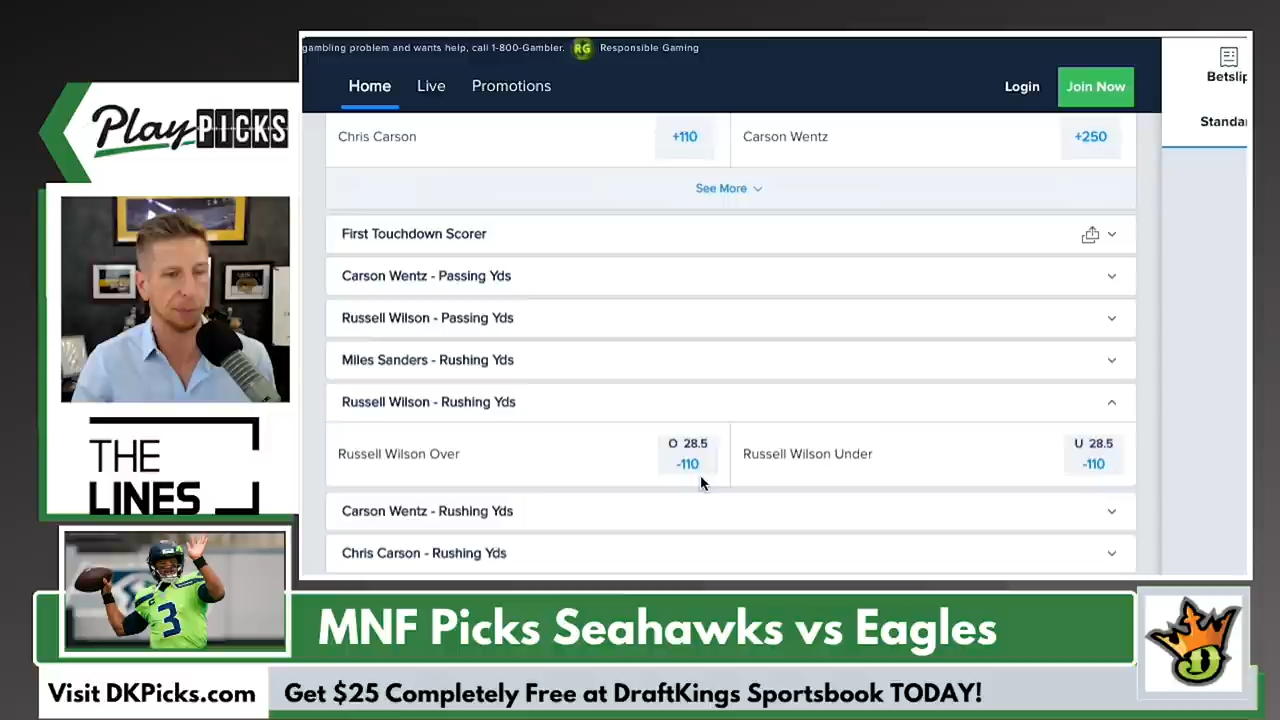 gambling problem and wants help, call 1-800-Gambler. RG Responsible Gaming
Home Live Promotions Login Join Now
Betslip
Standa
Play PICKS
Chris Carson +110 Carson Wentz +250
See More
First Touchdown Scorer
Carson Wentz - Passing Yds
Russell Wilson - Passing Yds
Miles Sanders - Rushing Yds
Russell Wilson - Rushing Yds
Russell Wilson Over O 28.5 -110 Russell Wilson Under U 28.5 -110
Carson Wentz - Rushing Yds
Chris Carson - Rushing Yds
THE
LINES
3
MNF Picks Seahawks vs Eagles
D
Visit DKPicks.com Get $25 Completely Free at DraftKings Sportsbook TODAY!